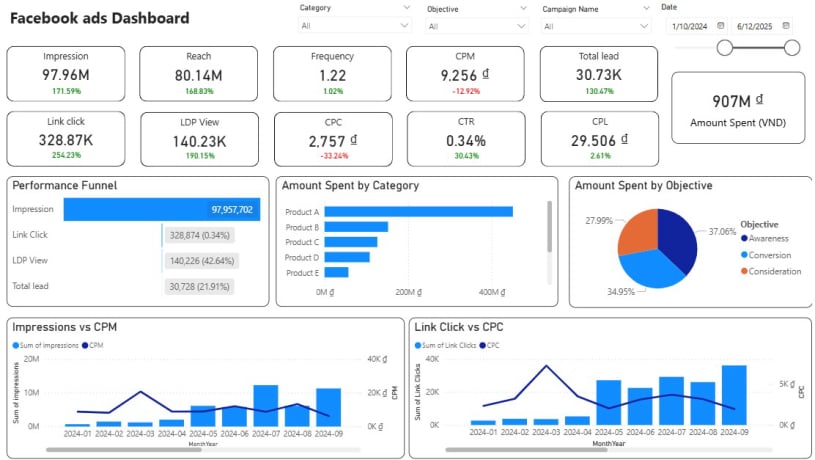 Facebook ads Dashboard
Category
All
Objective
All
Campaign Name
All
Date
1/10/2024
6/12/2025
Impression
97.96M
171.59%
Reach
80.14M
168.83%
Frequency
1.22
1.02%
CPM
9,256 ₫
-12.92%
Total lead
30.73K
130.47%
907M ₫
Amount Spent (VND)
Link click
328.87K
254.23%
LDP View
140.23K
190.15%
CPC
2,757 ₫
-33.24%
CTR
0.34%
30.43%
CPL
29,506 ₫
2.61%
Performance Funnel
Impression 97,957,702
Link Click 328,874 (0.34%)
LDP View 140,226 (42.64%)
Total lead 30,728 (21.91%)
Amount Spent by Category
Product A
Product B
Product C
Product D
Product E
0M ₫ 200M ₫ 400M ₫
Amount Spent by Objective
27.99%
37.06%
34.95%
Objective
Awareness
Conversion
Consideration
Impressions vs CPM
Sum of Impressions CPM
Sum of Impressions
20M
10M
0M
40K ₫
20K ₫
0K ₫
CPM
2024-01 2024-02 2024-03 2024-04 2024-05 2024-06 2024-07 2024-08 2024-09
MonthYear
Link Click vs CPC
Sum of Link Clicks CPC
Sum of Link Clicks
40K
20K
0K
5K ₫
0K ₫
CPC
2024-01 2024-02 2024-03 2024-04 2024-05 2024-06 2024-07 2024-08 2024-09
MonthYear